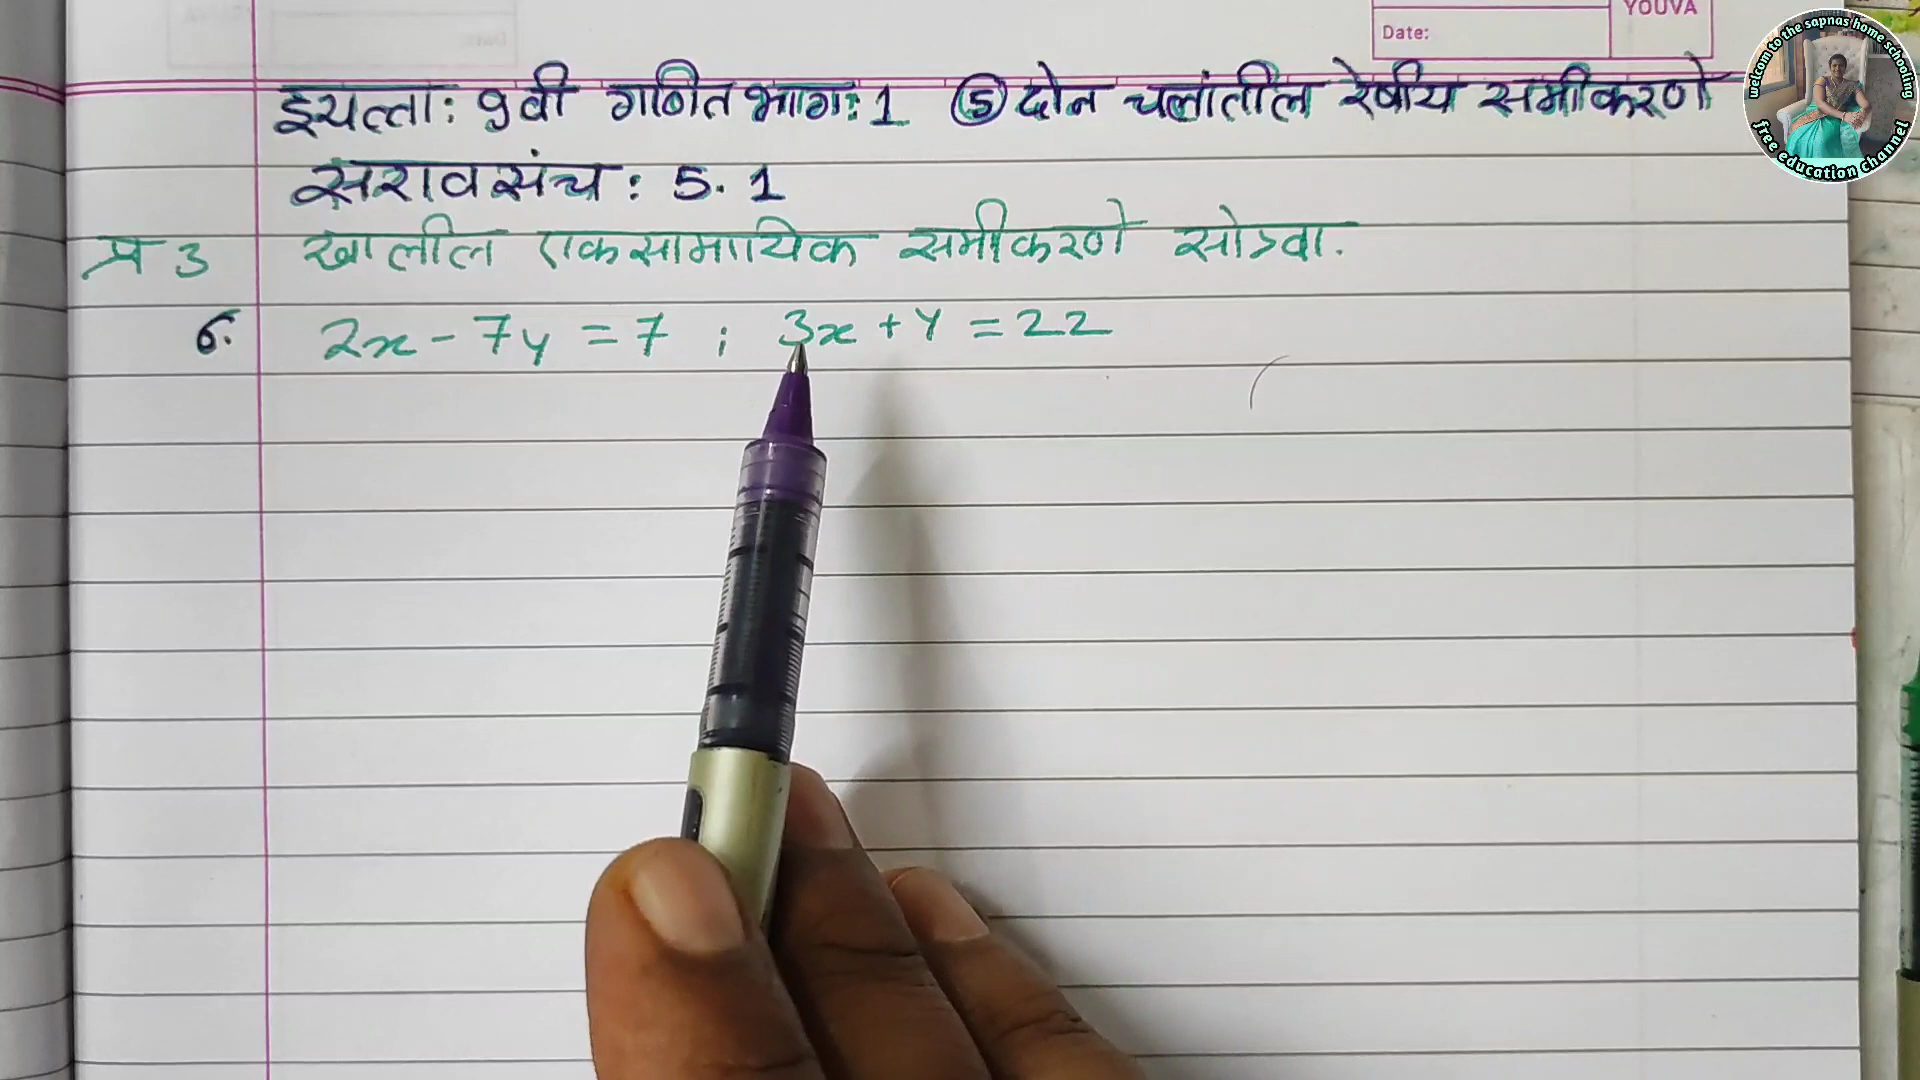 YOUVA
Date:
इयत्ता: 9वी गणित भाग: 1 ⑤ दोन चलांतील रेषीय समीकरणे
सरावसंच: 5.1
प्र 3 खालील एकसामायिक समीकरणे सोडवा.
6. 2x - 7y = 7 ; 3x + y = 22
welcom to the sapnas home schooling
free education channel